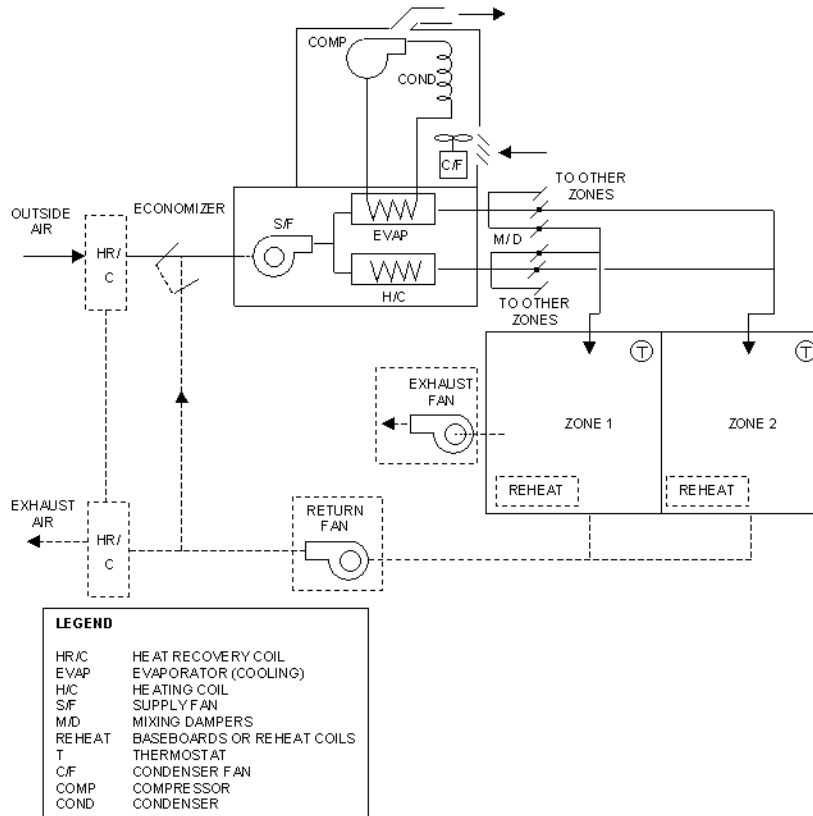 COMP
COND
C/F
TO OTHER
ZONES
OUTSIDE
AIR
ECONOMIZER
S/F
EVAP
M/D
HR/
C
H/C
TO OTHER
ZONES
T
T
EXHAUST
FAN
ZONE 1
ZONE 2
REHEAT
REHEAT
EXHAUST
AIR
RETURN
FAN
HR/
C
LEGEND
HR/C HEAT RECOVERY COIL
EVAP EVAPORATOR (COOLING)
H/C HEATING COIL
S/F SUPPLY FAN
M/D MIXING DAMPERS
REHEAT BASEBOARDS OR REHEAT COILS
T THERMOSTAT
C/F CONDENSER FAN
COMP COMPRESSOR
COND CONDENSER